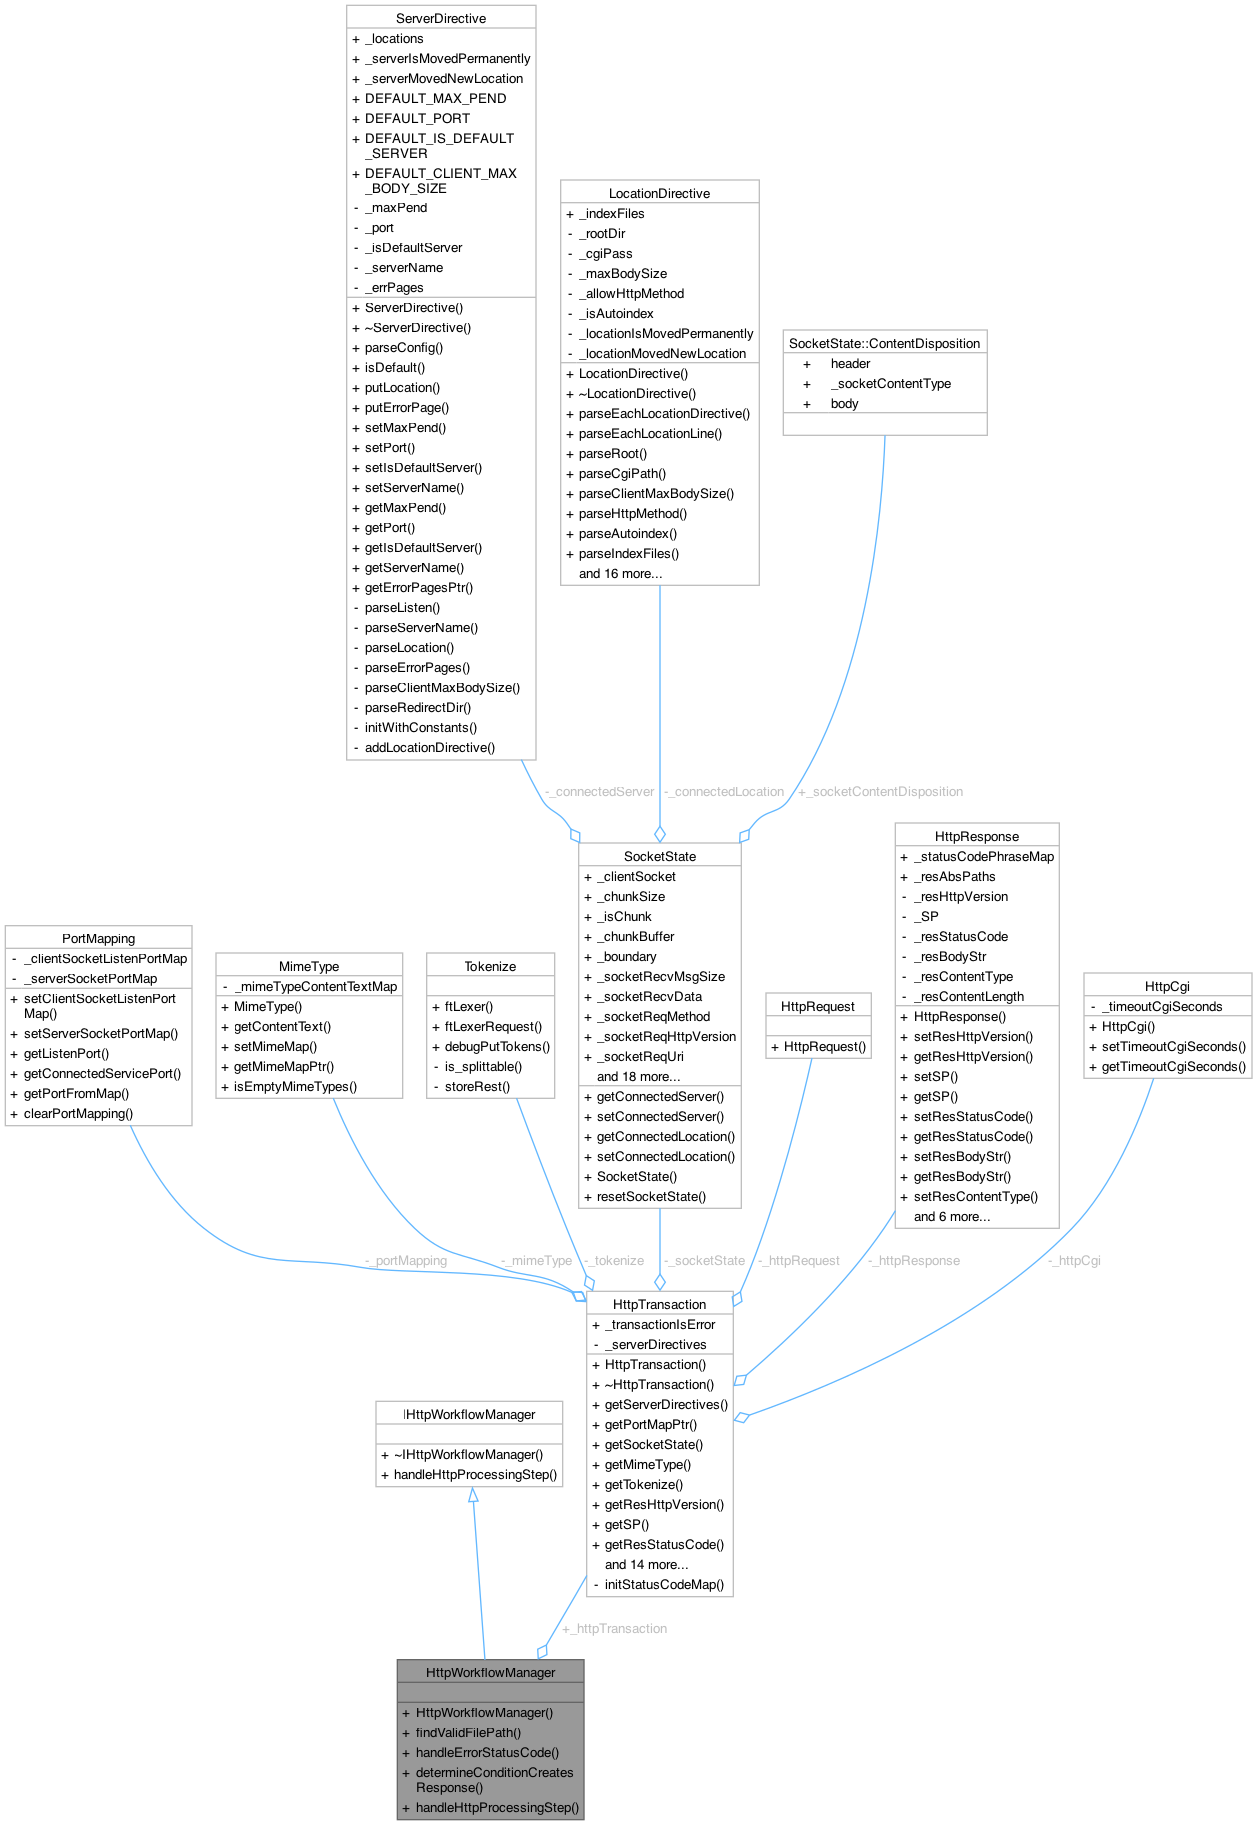 ServerDirective
+ _locations
+ _serverIsMovedPermanently
+ _serverMovedNewLocation
+ DEFAULT_MAX_PEND
+ DEFAULT_PORT
+ DEFAULT_IS_DEFAULT
_SERVER
+ DEFAULT_CLIENT_MAX
_BODY_SIZE
- _maxPend
- _port
- _isDefaultServer
- _serverName
- _errPages
+ ServerDirective()
+ ~ServerDirective()
+ parseConfig()
+ isDefault()
+ putLocation()
+ putErrorPage()
+ setMaxPend()
+ setPort()
+ setIsDefaultServer()
+ setServerName()
+ getMaxPend()
+ getPort()
+ getIsDefaultServer()
+ getServerName()
+ getErrorPagesPtr()
- parseListen()
- parseServerName()
- parseLocation()
- parseErrorPages()
- parseClientMaxBodySize()
- parseRedirectDir()
- initWithConstants()
- addLocationDirective()
LocationDirective
+ _indexFiles
- _rootDir
- _cgiPass
- _maxBodySize
- _allowHttpMethod
- _isAutoindex
- _locationIsMovedPermanently
- _locationMovedNewLocation
+ LocationDirective()
+ ~LocationDirective()
+ parseEachLocationDirective()
+ parseEachLocationLine()
+ parseRoot()
+ parseCgiPath()
+ parseClientMaxBodySize()
+ parseHttpMethod()
+ parseAutoindex()
+ parseIndexFiles()
and 16 more...
SocketState::ContentDisposition
+ header
+ _socketContentType
+ body
-_connectedServer
-_connectedLocation
+_socketContentDisposition
PortMapping
- _clientSocketListenPortMap
- _serverSocketPortMap
+ setClientSocketListenPort
Map()
+ setServerSocketPortMap()
+ getListenPort()
+ getConnectedServicePort()
+ getPortFromMap()
+ clearPortMapping()
MimeType
- _mimeTypeContentTextMap
+ MimeType()
+ getContentText()
+ setMimeMap()
+ getMimeMapPtr()
+ isEmptyMimeTypes()
Tokenize
+ ftLexer()
+ ftLexerRequest()
+ debugPutTokens()
- is_splittable()
- storeRest()
SocketState
+ _clientSocket
+ _chunkSize
+ _isChunk
+ _chunkBuffer
+ _boundary
+ _socketRecvMsgSize
+ _socketRecvData
+ _socketReqMethod
+ _socketReqHttpVersion
+ _socketReqUri
and 18 more...
+ getConnectedServer()
+ setConnectedServer()
+ getConnectedLocation()
+ setConnectedLocation()
+ SocketState()
+ resetSocketState()
HttpRequest
+ HttpRequest()
HttpResponse
+ _statusCodePhraseMap
+ _resAbsPaths
- _resHttpVersion
- _SP
- _resStatusCode
- _resBodyStr
- _resContentType
- _resContentLength
+ HttpResponse()
+ setResHttpVersion()
+ getResHttpVersion()
+ setSP()
+ getSP()
+ setResStatusCode()
+ getResStatusCode()
+ setResBodyStr()
+ getResBodyStr()
+ setResContentType()
and 6 more...
HttpCgi
- _timeoutCgiSeconds
+ HttpCgi()
+ setTimeoutCgiSeconds()
+ getTimeoutCgiSeconds()
-_portMapping
-_mimeType
-_tokenize
-_socketState
-_httpRequest
-_httpResponse
-_httpCgi
HttpTransaction
+ _transactionIsError
- _serverDirectives
+ HttpTransaction()
+ ~HttpTransaction()
+ getServerDirectives()
+ getPortMapPtr()
+ getSocketState()
+ getMimeType()
+ getTokenize()
+ getResHttpVersion()
+ getSP()
+ getResStatusCode()
and 14 more...
- initStatusCodeMap()
IHttpWorkflowManager
+ ~IHttpWorkflowManager()
+ handleHttpProcessingStep()
+_httpTransaction
HttpWorkflowManager
+ HttpWorkflowManager()
+ findValidFilePath()
+ handleErrorStatusCode()
+ determineConditionCreates
Response()
+ handleHttpProcessingStep()